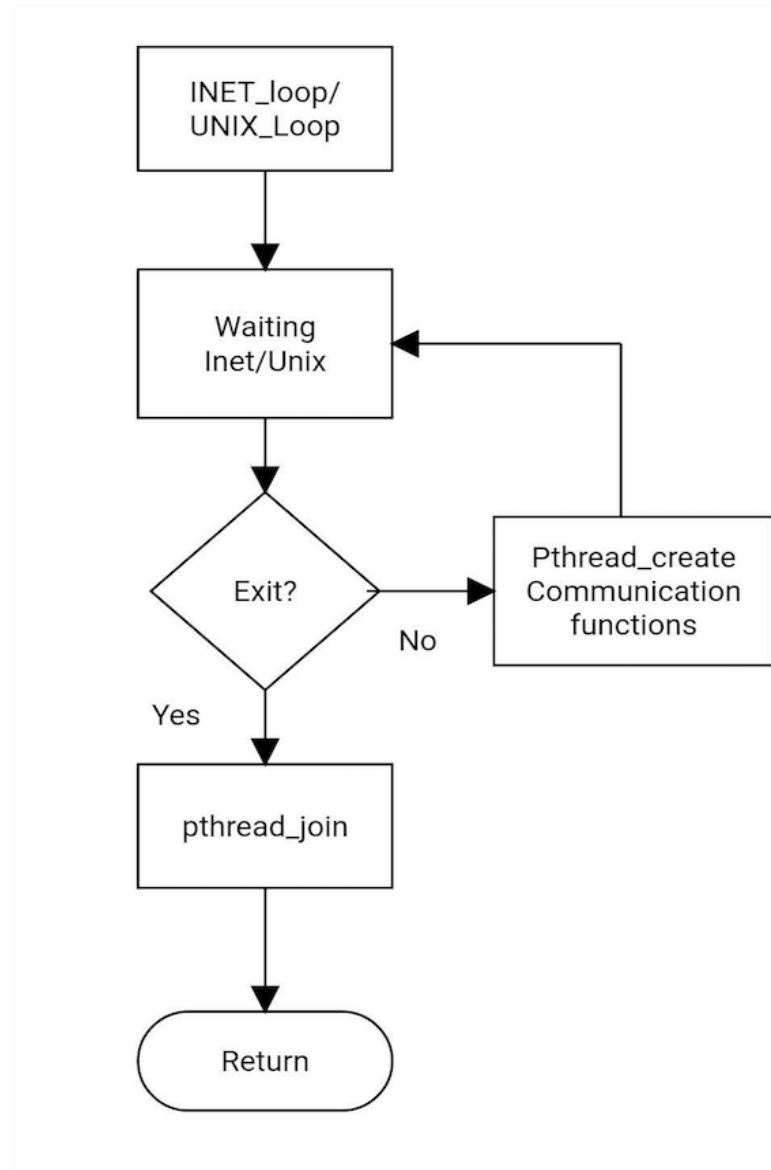 INET_loop/
UNIX_Loop
Waiting
Inet/Unix
Exit?
No
Pthread_create
Communication
functions
Yes
pthread_join
Return